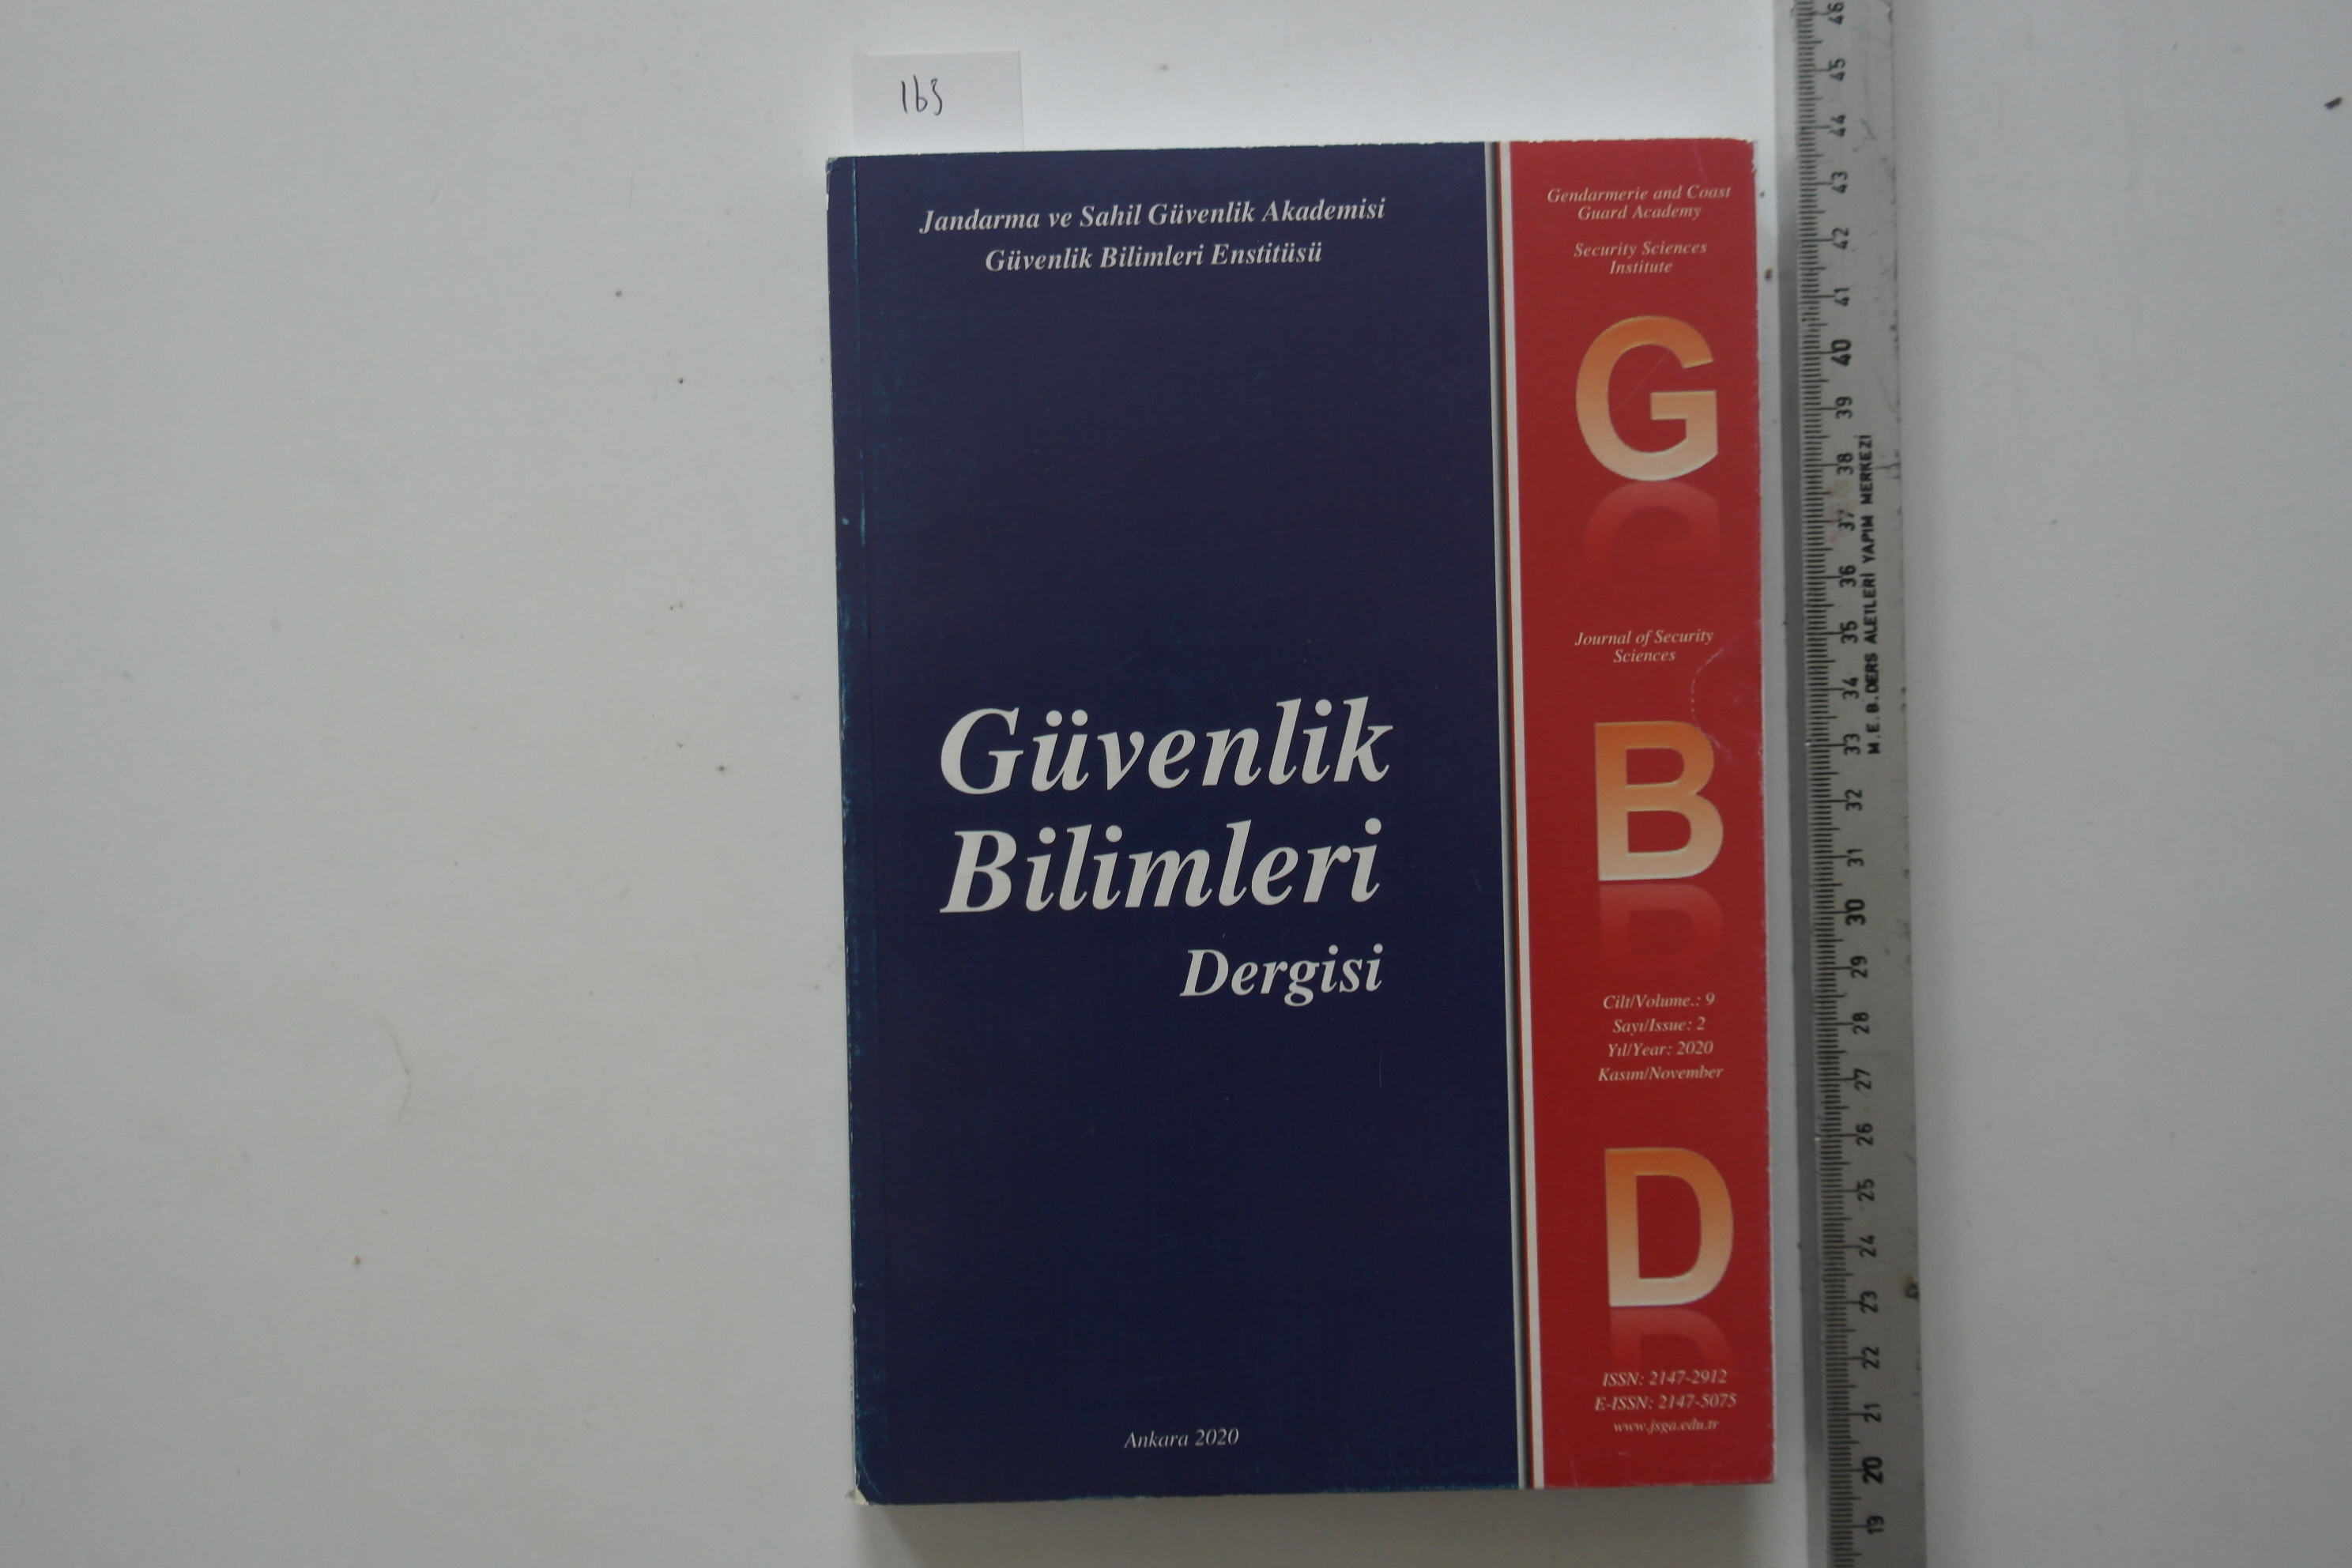 163
Jandarma ve Sahil Güvenlik Akademisi
Güvenlik Bilimleri Enstitüsü
Güvenlik
Bilimleri
Dergisi
Ankara 2020
Gendarmerie and Coast
Guard Academy
Security Sciences
Institute
G
Journal of Security
Sciences
B
Cilt/Volume.: 9
Sayı/Issue: 2
Yıl/Year: 2020
Kasım/November
D
ISSN: 2147-2912
E-ISSN: 2147-5075
www.jsga.edu.tr
46
45
44
43
42
41
40
39
38
37
36
35
34
33
32
31
30
29
28
27
26
25
24
23
22
21
20
19
M.E.B. DERS ALETLERİ YAPIM MERKEZİ